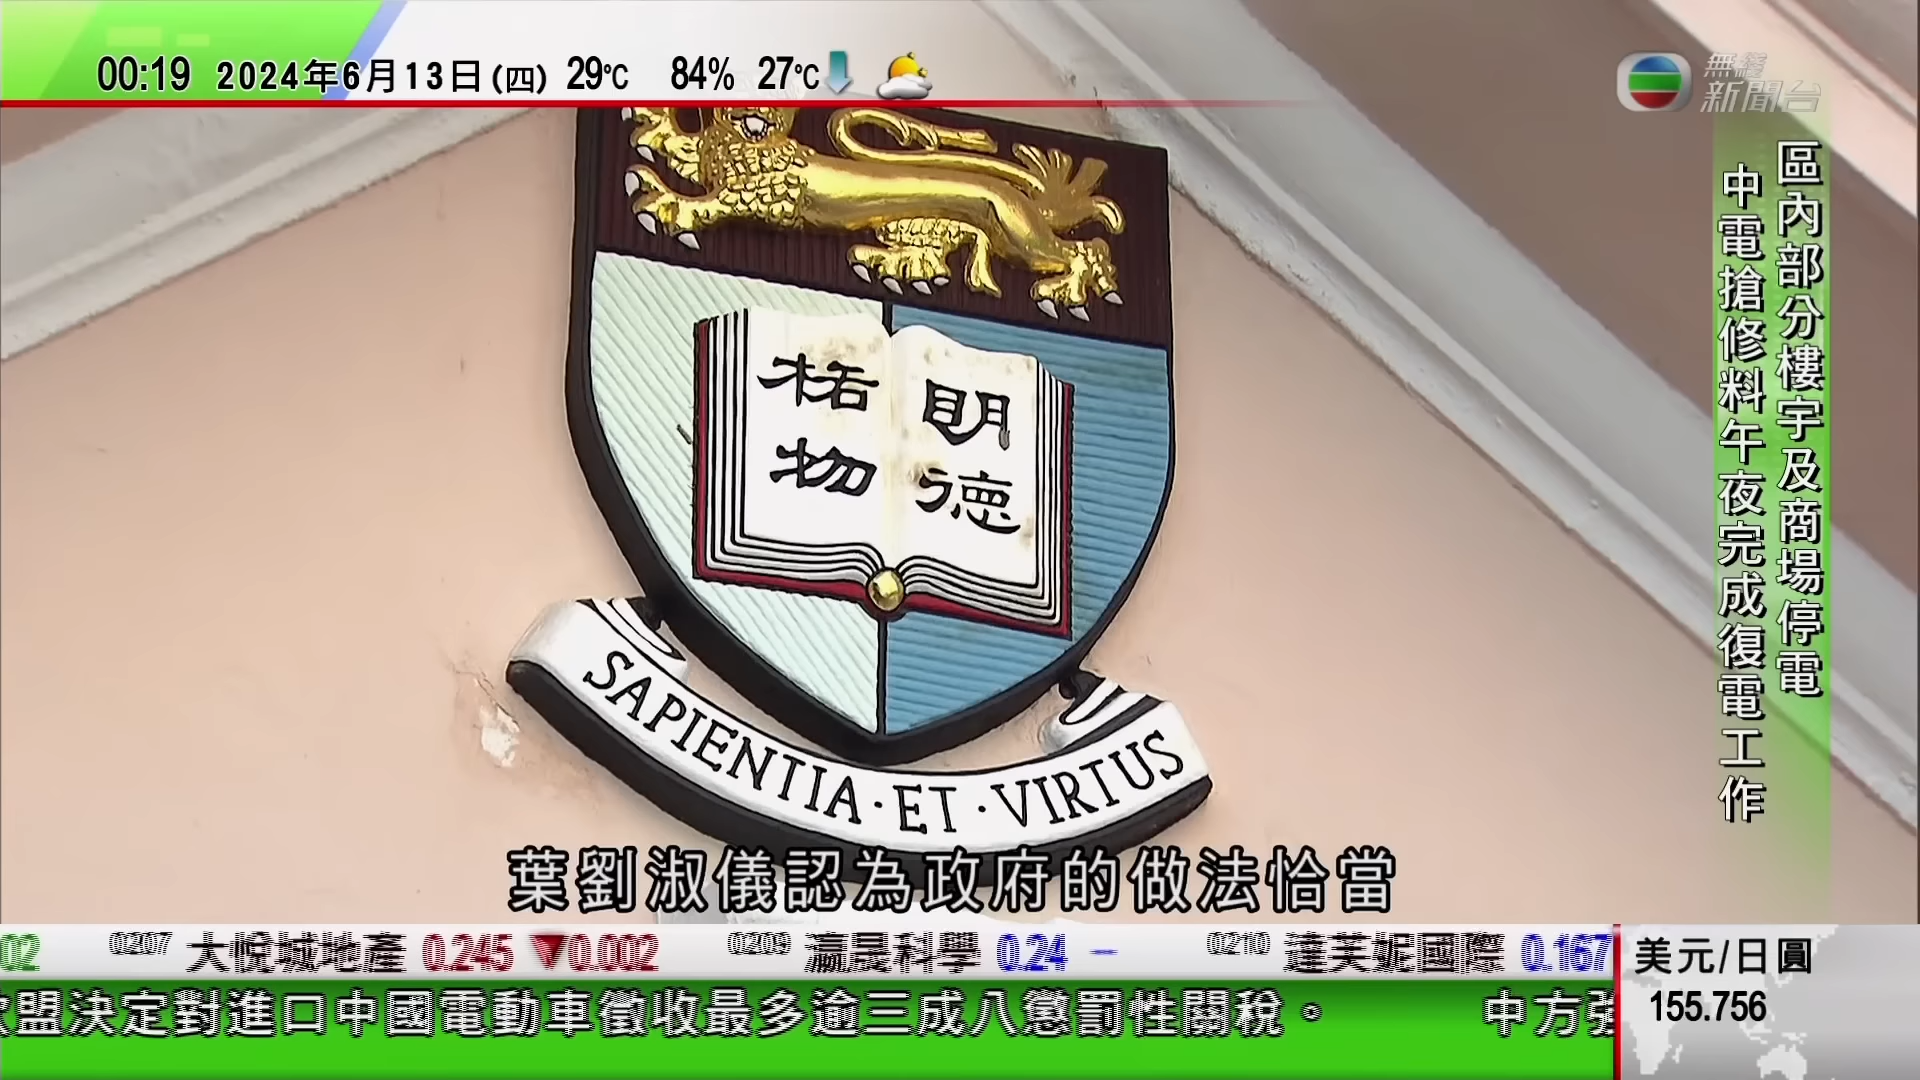 00:19 2024年6月13日(四) 29℃ 84% 27℃
無綫
新聞台
區內部分樓宇及商場停電
中電搶修料午夜完成復電工作
明德
格物
SAPIENTIA·ET·VIRTUS
葉劉淑儀認為政府的做法恰當
02 0207 大悅城地產 0.245 ▼0.002 0209 瀛晟科學 0.24 － 0210 達芙妮國際 0.167
美元/日圓
155.756
盟決定對進口中國電動車徵收最多逾三成八懲罰性關稅。 中方強